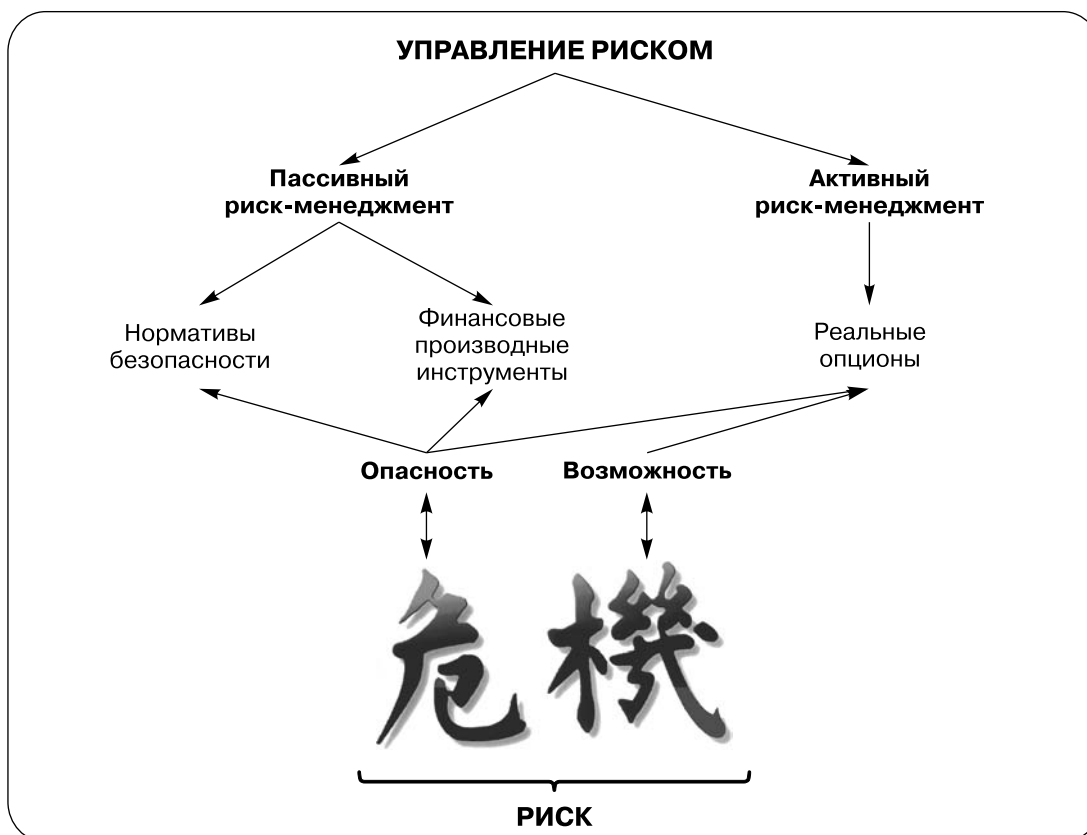 УПРАВЛЕНИЕ РИСКОМ
Пассивный
риск-менеджмент
Активный
риск-менеджмент
Нормативы
безопасности
Финансовые
производные
инструменты
Реальные
опционы
Опасность
Возможность
危機
РИСК